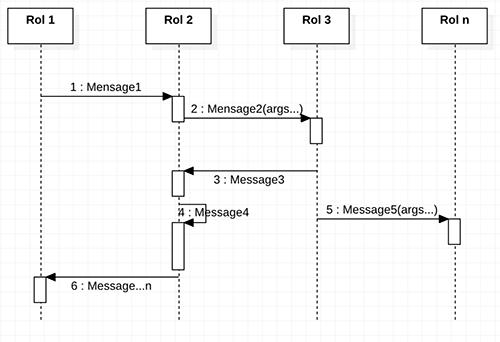 Rol 1
Rol 2
Rol 3
Rol n
1 : Mensage1
2 : Mensage2(args...)
3 : Message3
4 : Message4
5 : Message5(args...)
6 : Message...n